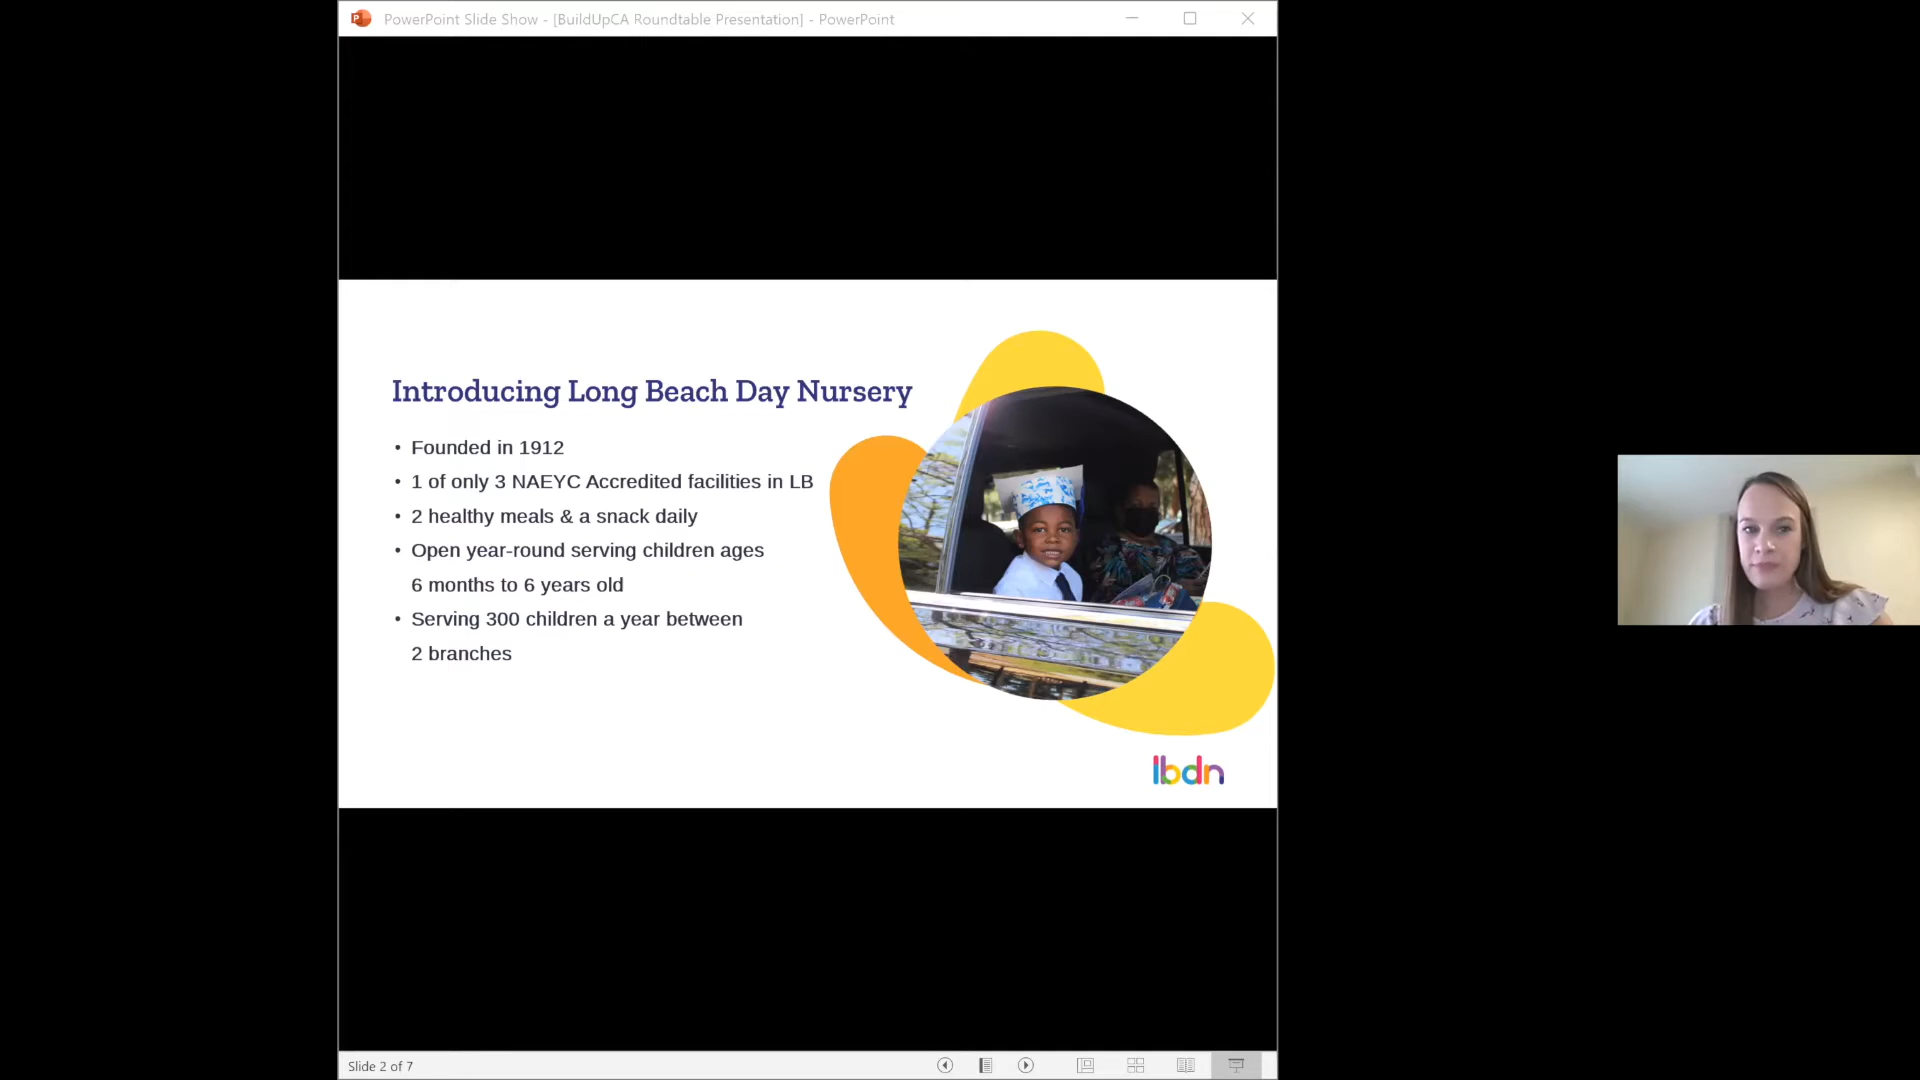 PowerPoint Slide Show - [BuildUpCA Roundtable Presentation] - PowerPoint
Introducing Long Beach Day Nursery
• Founded in 1912
• 1 of only 3 NAEYC Accredited facilities in LB
• 2 healthy meals & a snack daily
• Open year-round serving children ages
6 months to 6 years old
• Serving 300 children a year between
2 branches
lbdn
Slide 2 of 7